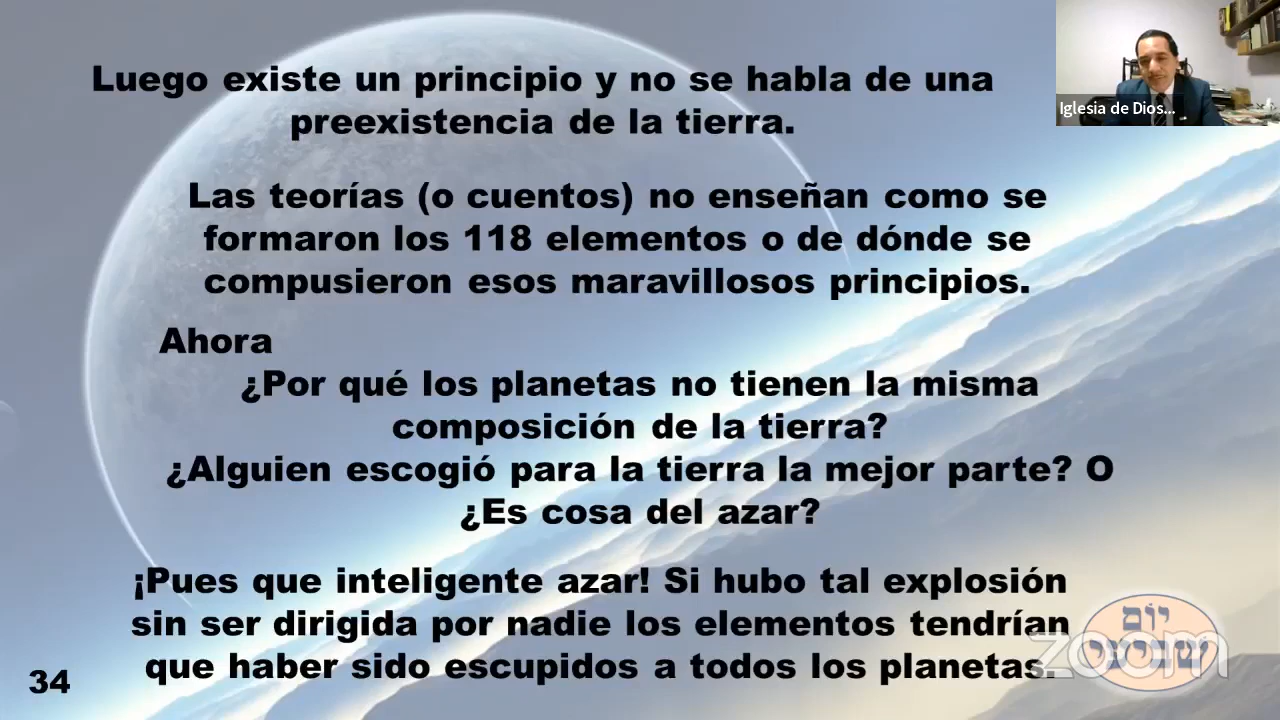 Luego existe un principio y no se habla de una
preexistencia de la tierra.
Las teorías (o cuentos) no enseñan como se
formaron los 118 elementos o de dónde se
compusieron esos maravillosos principios.
Ahora
¿Por qué los planetas no tienen la misma
composición de la tierra?
¿Alguien escogió para la tierra la mejor parte? O
¿Es cosa del azar?
¡Pues que inteligente azar! Si hubo tal explosión
sin ser dirigida por nadie los elementos tendrían
que haber sido escupidos a todos los planetas.
34
Iglesia de Dios...
יוֹם
שביעי
zoom